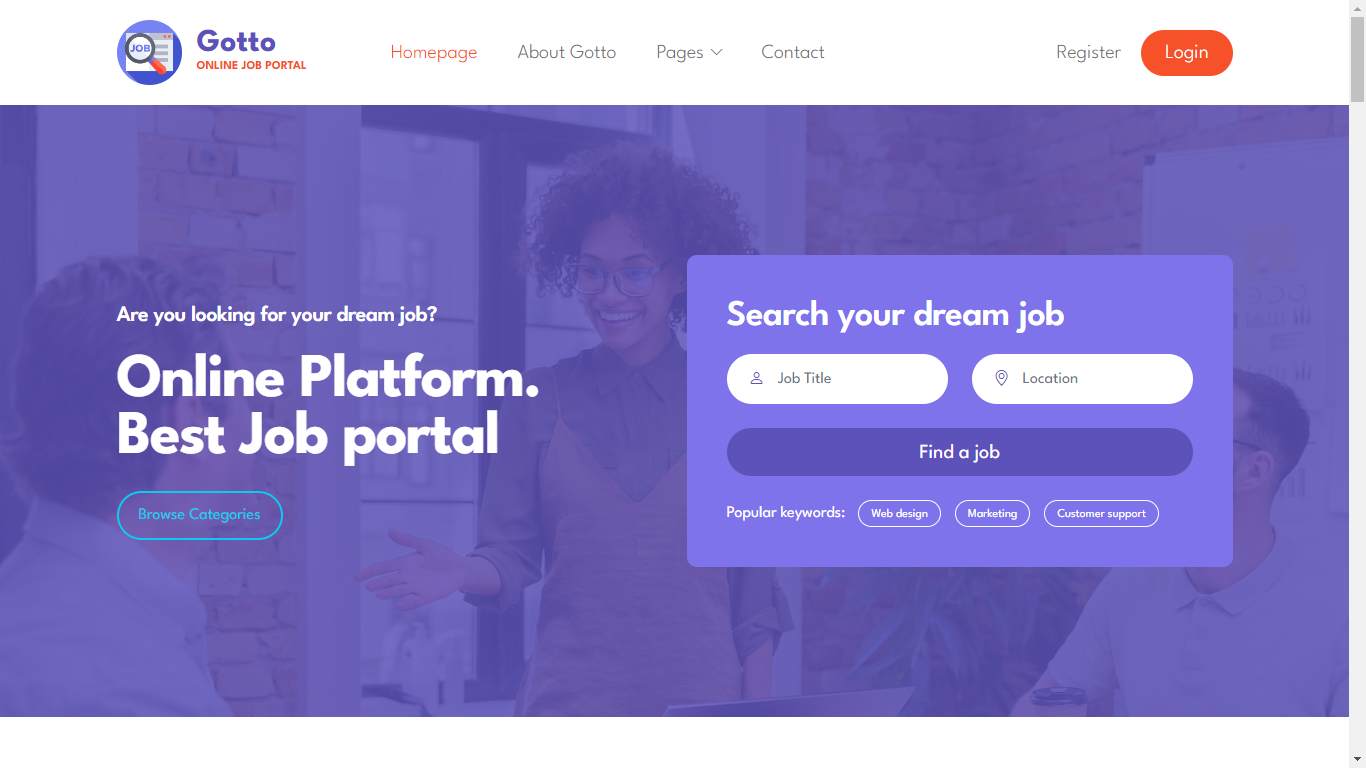 JOB
Gotto
ONLINE JOB PORTAL
Homepage
About Gotto
Pages
Contact
Register
Login
Are you looking for your dream job?
Online Platform.
Best Job portal
Browse Categories
Search your dream job
Job Title
Location
Find a job
Popular keywords:
Web design
Marketing
Customer support